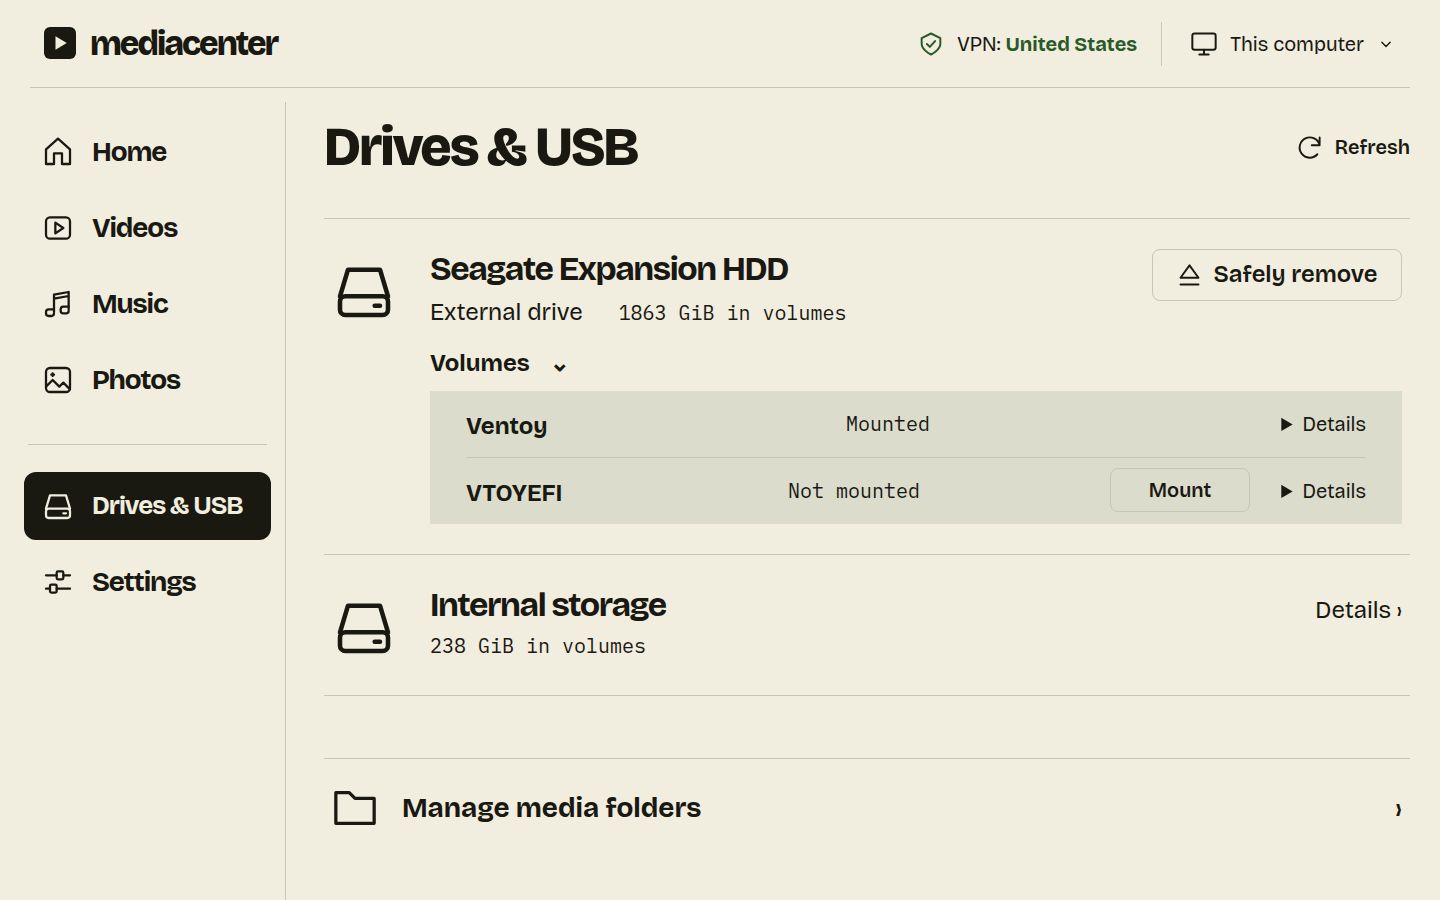 mediacenter
VPN: United States
This computer
Home
Videos
Music
Photos
Drives & USB
Settings
Drives & USB
Refresh
Seagate Expansion HDD
Safely remove
External drive 1863 GiB in volumes
Volumes
Ventoy Mounted Details
VTOYEFI Not mounted Mount Details
Internal storage
Details ›
238 GiB in volumes
Manage media folders ›